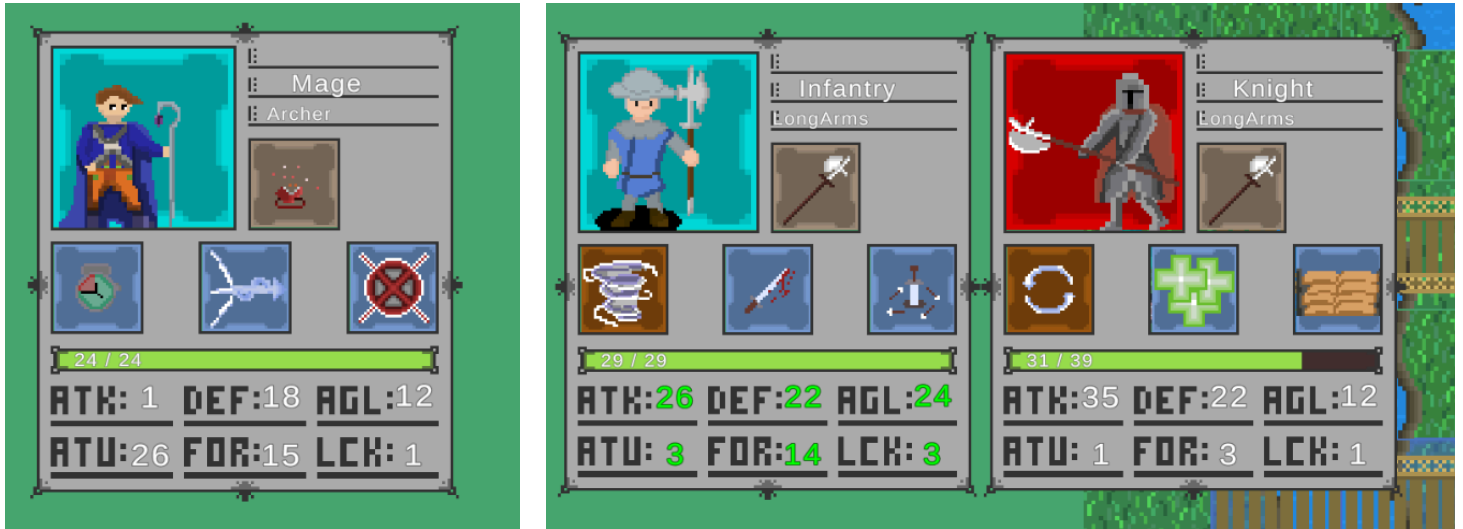 Mage
Archer
24 / 24
ATK: 1 DEF:18 AGL:12
ATU:26 FOR:15 LCK: 1
Infantry
LongArms
29 / 29
ATK:26 DEF:22 AGL:24
ATU: 3 FOR:14 LCK: 3
Knight
LongArms
31 / 39
ATK:35 DEF:22 AGL:12
ATU: 1 FOR: 3 LCK: 1